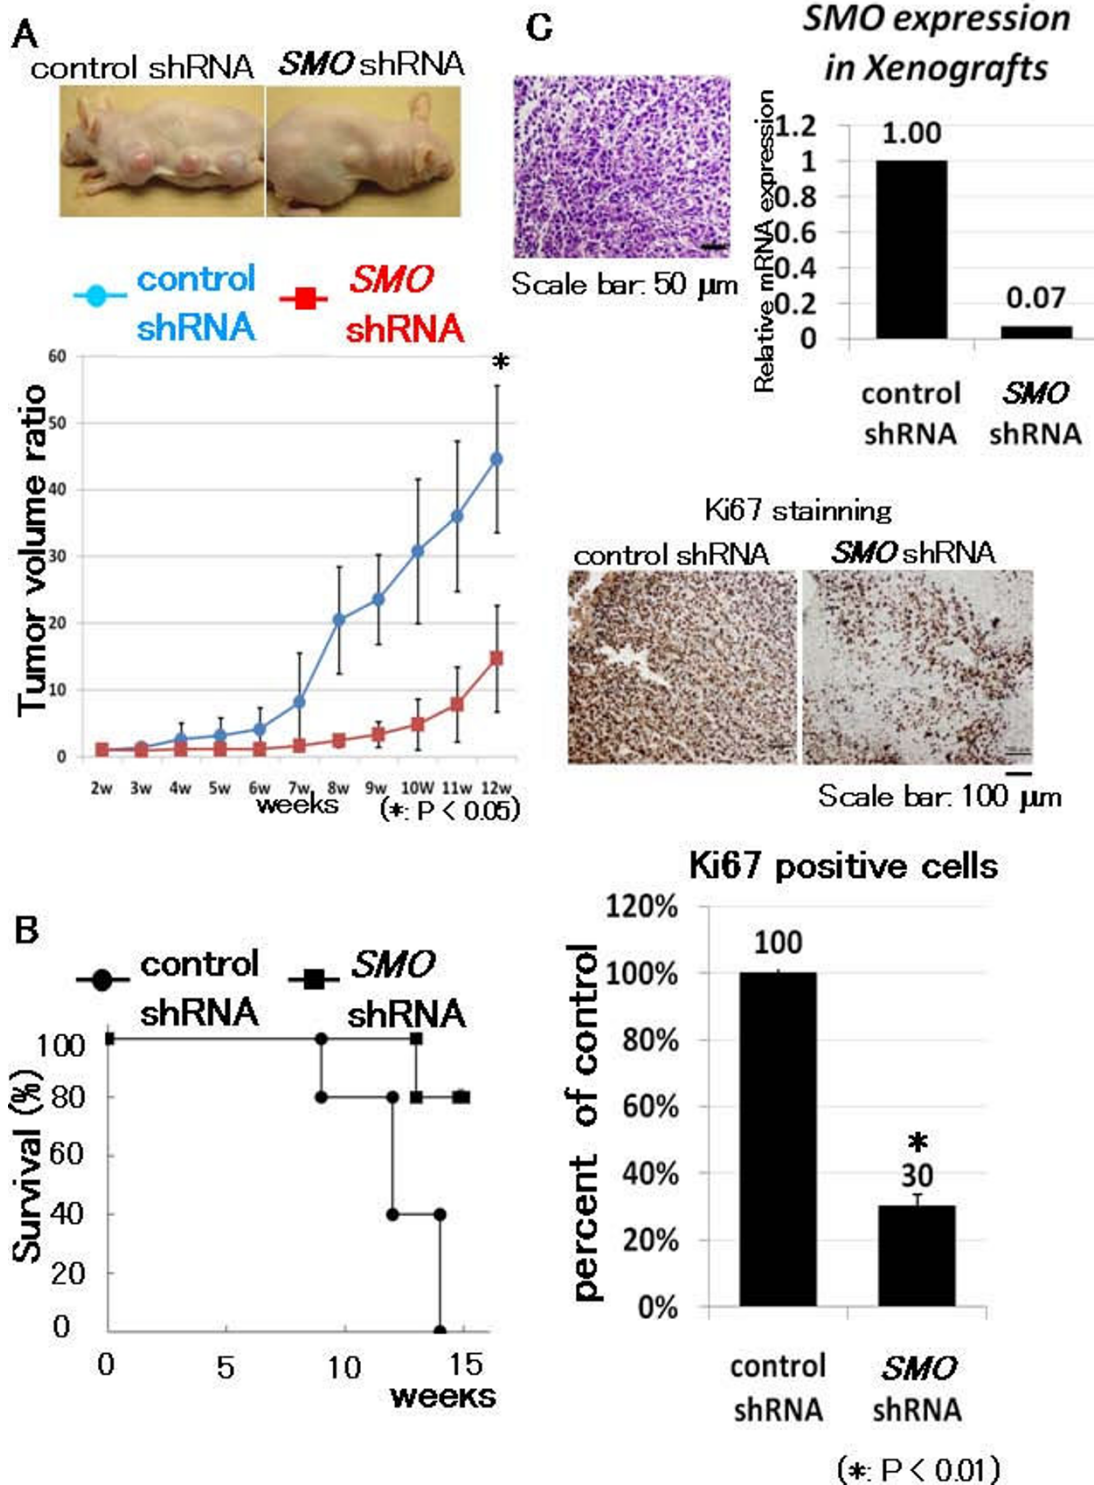 A
control shRNA SMO shRNA
control
shRNA
SMO
shRNA
Tumor volume ratio
60
50
40
30
20
10
0
2w 3w 4w 5w 6w 7w 8w 9w 10W 11w 12w
weeks (*: P < 0.05)
B
control
shRNA
SMO
shRNA
Survival (%)
100
80
60
40
20
0
0 5 10 15
weeks
C
Scale bar: 50 μm
SMO expression
in Xenografts
Relative mRNA expression
1.2
1
0.8
0.6
0.4
0.2
0
1.00
0.07
control
shRNA
SMO
shRNA
Ki67 stainning
control shRNA SMO shRNA
Scale bar: 100 μm
Ki67 positive cells
percent of control
120%
100%
80%
60%
40%
20%
0%
100
*
30
control
shRNA
SMO
shRNA
(*: P < 0.01)